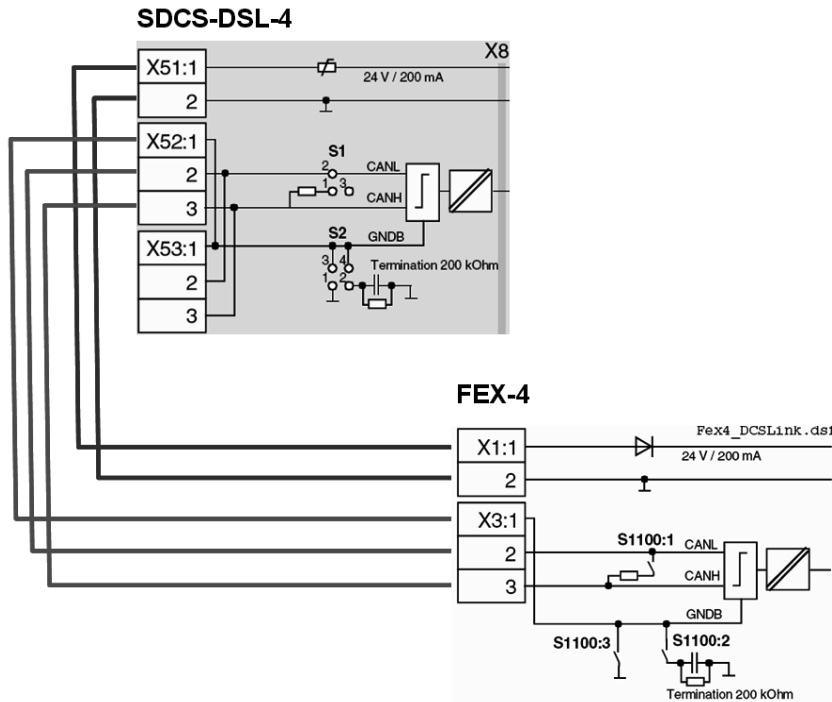 SDCS-DSL-4
X8
X51:1
24 V / 200 mA
2
X52:1
S1
2
2
CANL
1 3
CANH
3
S2
GNDB
X53:1
3 4
Termination 200 kOhm
2
1 2
3
FEX-4
Fex4_DCSLink.dsf
X1:1
24 V / 200 mA
2
X3:1
S1100:1
CANL
2
CANH
3
GNDB
S1100:3
S1100:2
Termination 200 kOhm